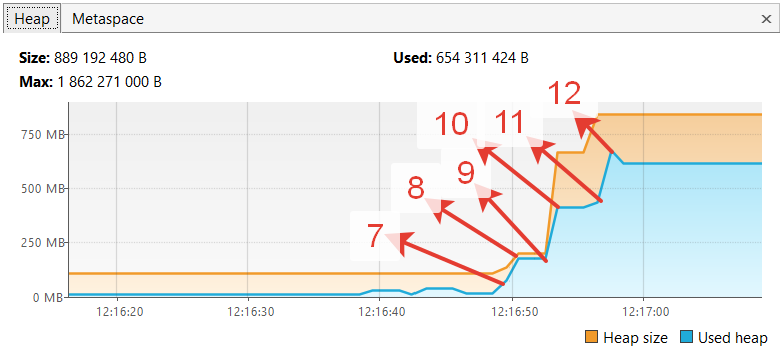 Heap Metaspace ×
Size: 889 192 480 B Used: 654 311 424 B
Max: 1 862 271 000 B
12
10 11
750 MB
9
8
500 MB
7
250 MB
0 MB
12:16:20 12:16:30 12:16:40 12:16:50 12:17:00
Heap size Used heap